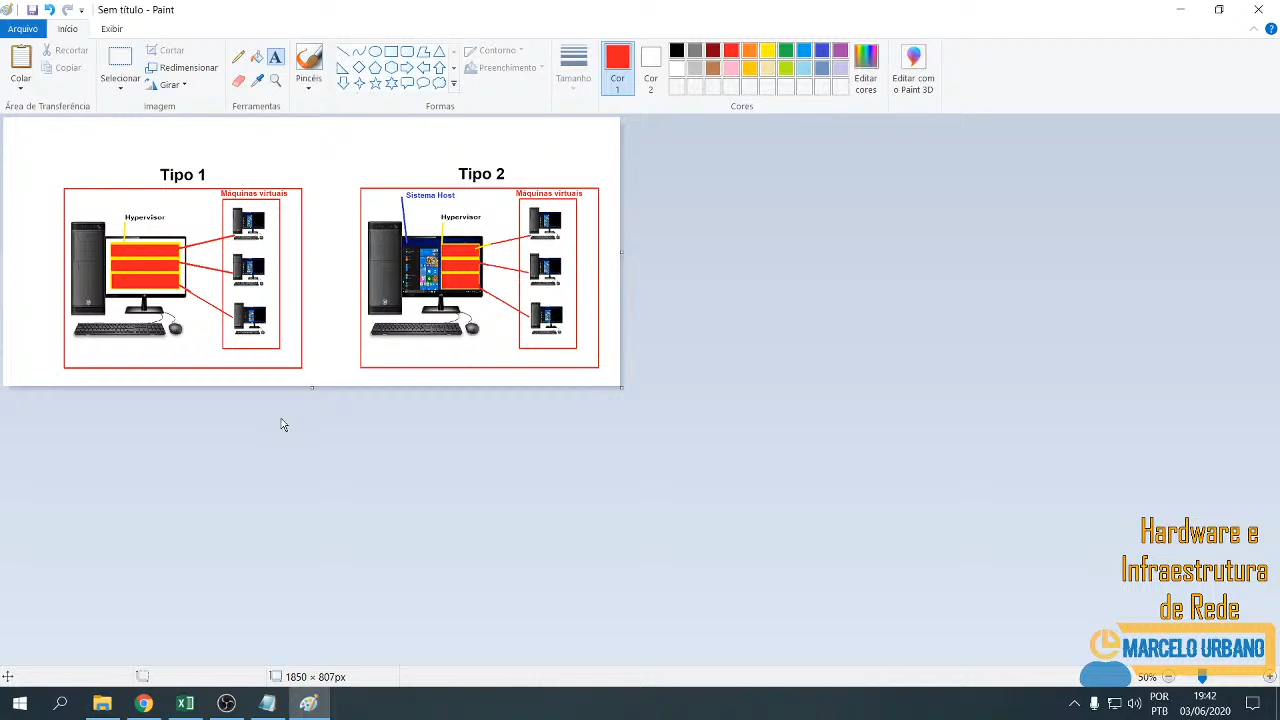 Sem título - Paint
Arquivo
Início
Exibir
Colar
Recortar
Copiar
Área de Transferência
Selecionar
Cortar
Redimensionar
Girar
Imagem
A
Ferramentas
Pincéis
Formas
Contorno
Preenchimento
Tamanho
Cor
1
Cor
2
Cores
Editar
cores
Editar com
o Paint 3D
Tipo 1
Máquinas virtuais
Hypervisor
Tipo 2
Sistema Host
Máquinas virtuais
Hypervisor
Hardware e
Infraestrutura
de Rede
MARCELO URBANO
1850 × 807px
50%
POR
PTB
19:42
03/06/2020